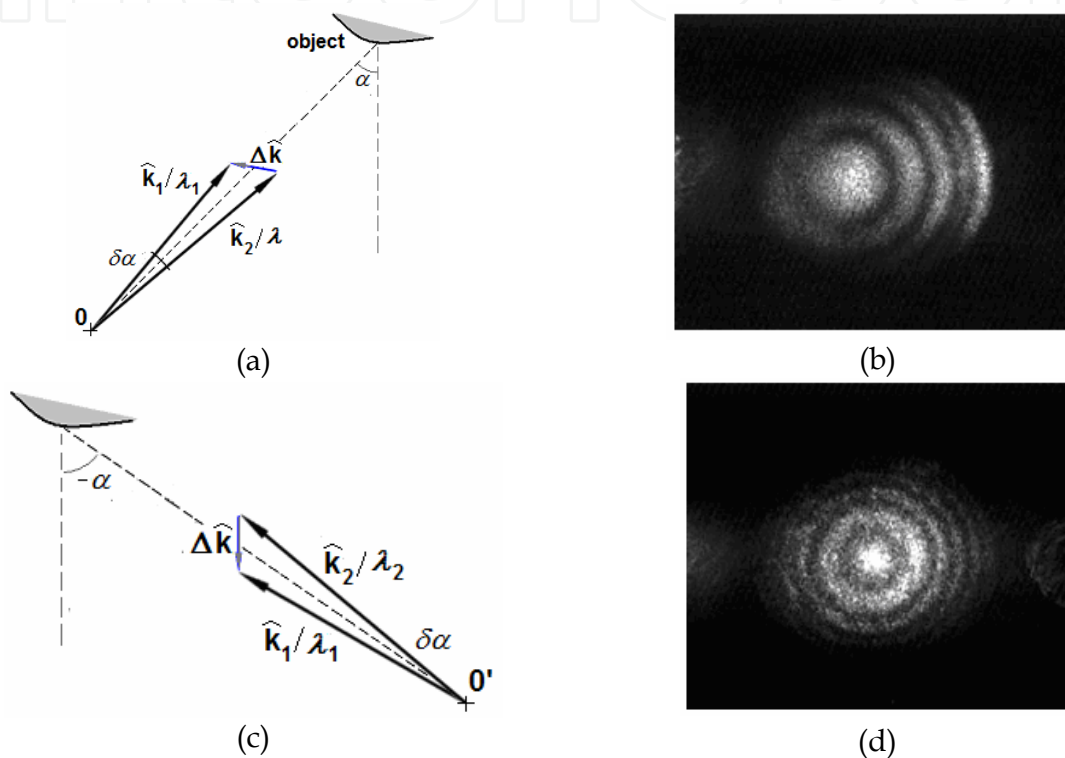 object
α
Δk̂
k̂₁/λ₁
k̂₂/λ
δα
0
(a)
(b)
-α
Δk̂
k̂₂/λ₂
k̂₁/λ₁
δα
0'
(c)
(d)